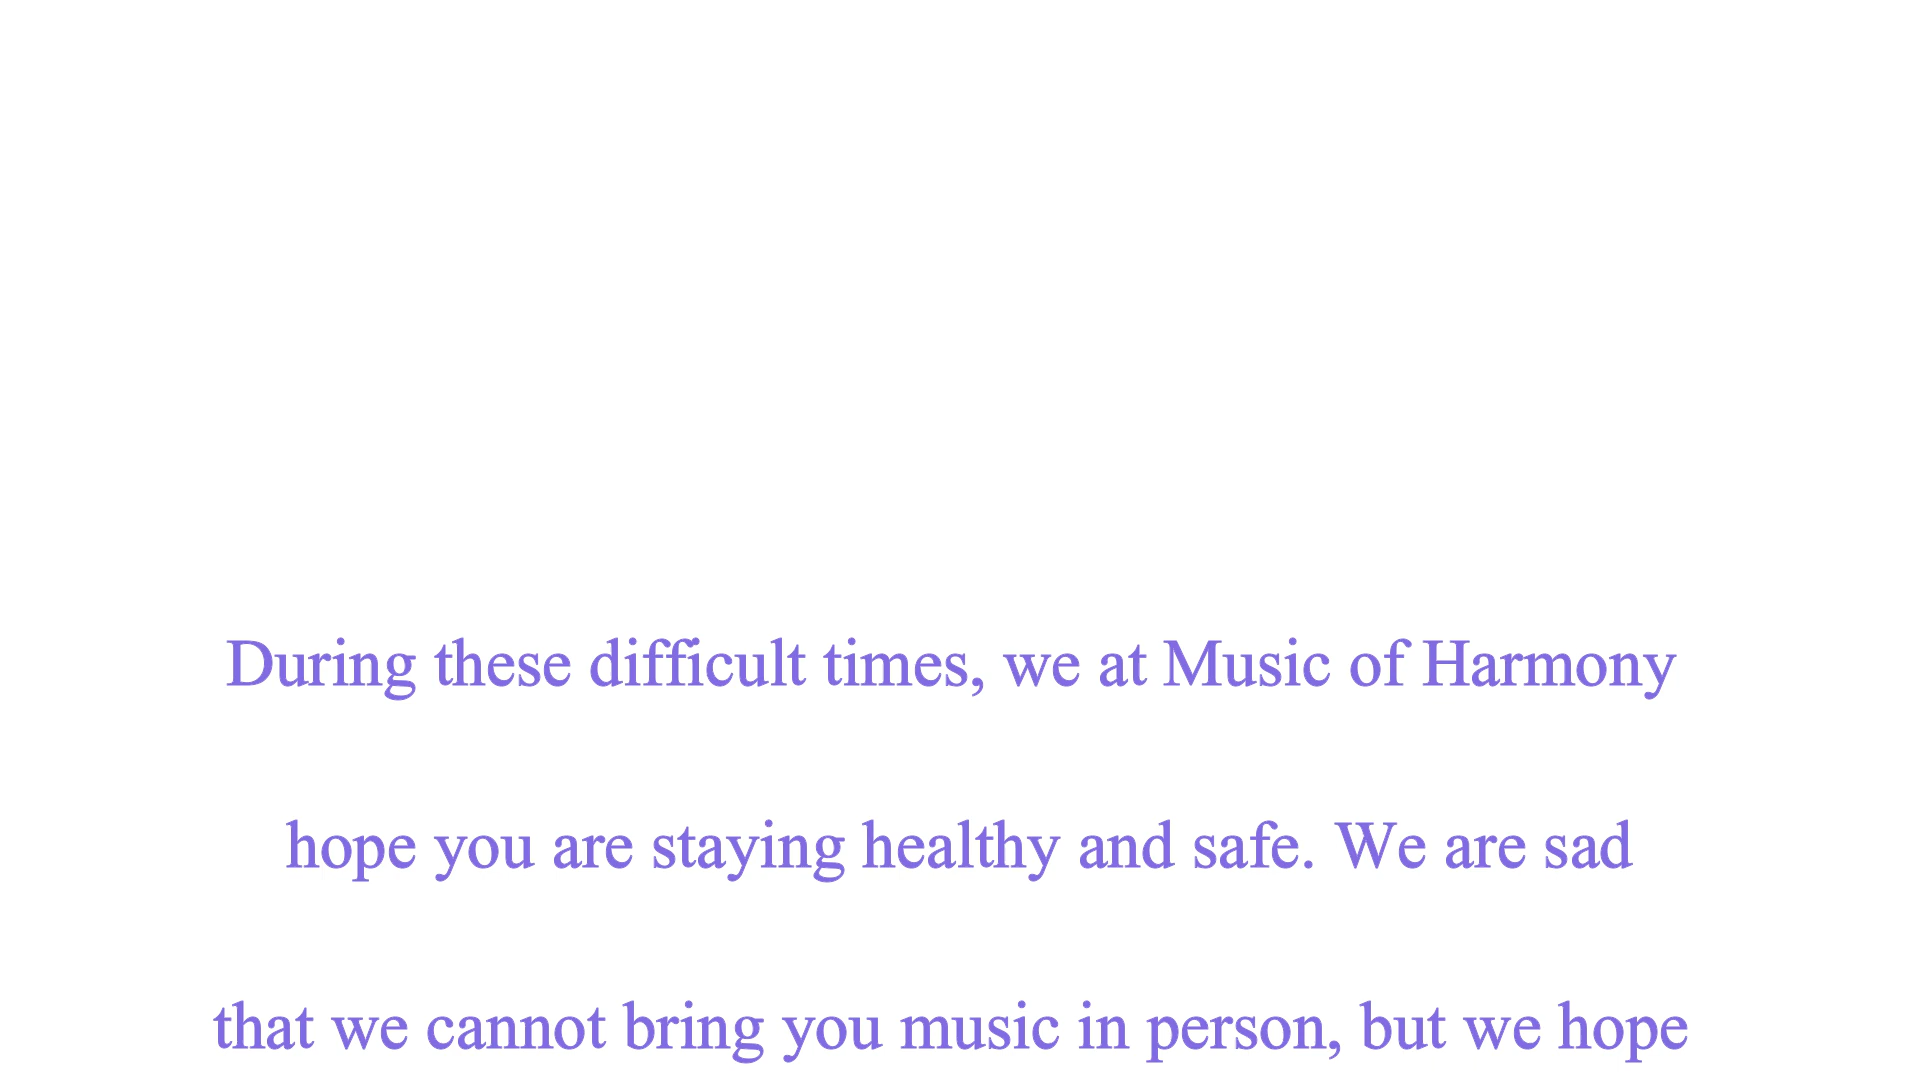 During these difficult times, we at Music of Harmony
hope you are staying healthy and safe. We are sad
that we cannot bring you music in person, but we hope